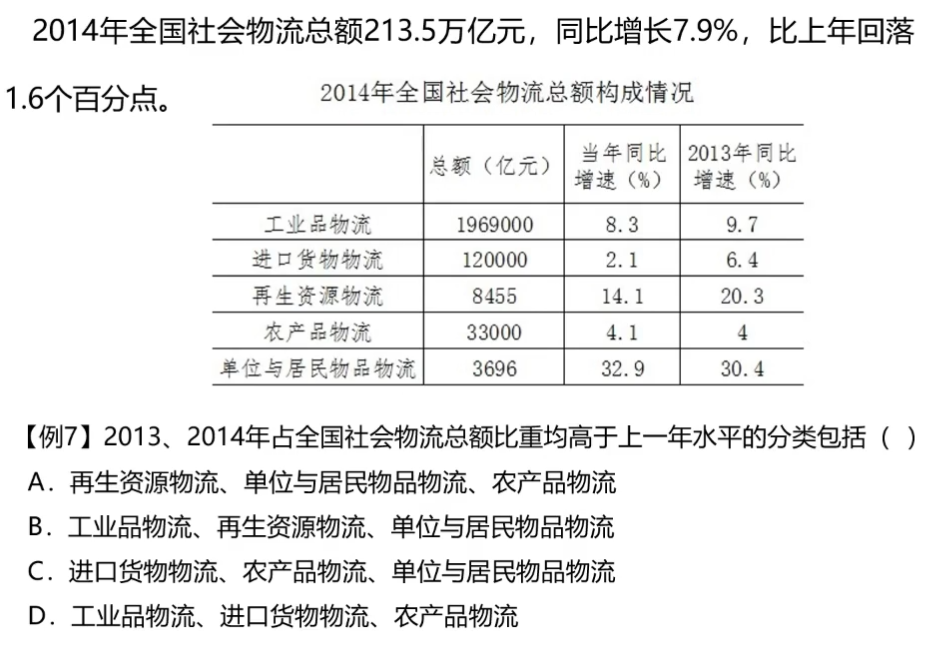 2014年全国社会物流总额213.5万亿元，同比增长7.9%，比上年回落
1.6个百分点。
2014年全国社会物流总额构成情况
总额（亿元） 当年同比增速（%） 2013年同比增速（%）
工业品物流 1969000 8.3 9.7
进口货物物流 120000 2.1 6.4
再生资源物流 8455 14.1 20.3
农产品物流 33000 4.1 4
单位与居民物品物流 3696 32.9 30.4
【例7】2013、2014年占全国社会物流总额比重均高于上一年水平的分类包括（ ）
A．再生资源物流、单位与居民物品物流、农产品物流
B．工业品物流、再生资源物流、单位与居民物品物流
C．进口货物物流、农产品物流、单位与居民物品物流
D．工业品物流、进口货物物流、农产品物流